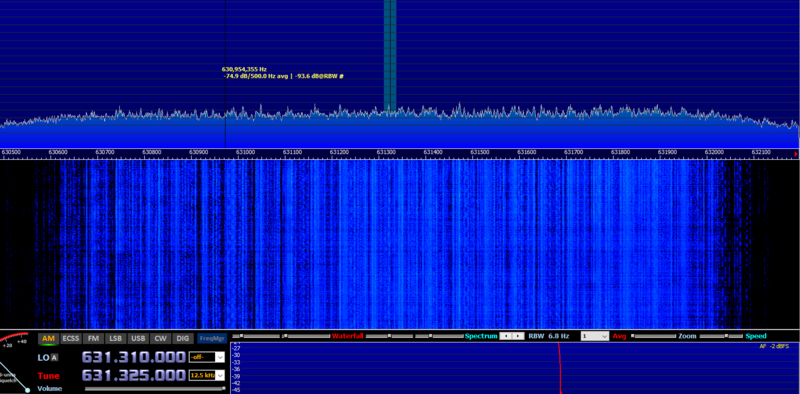 630,954,355 Hz
-74.9 dB/500.0 Hz avg | -93.6 dB@RBW #
630500 630600 630700 630800 630900 631000 631100 631200 631300 631400 631500 631600 631700 631800 631900 632000 632100
AM ECSS FM LSB USB CW DIG FreqMgr
Waterfall Spectrum RBW 6.8 Hz 1 Avg Zoom Speed
+20 +40
LO A 631.310.000 -off-
Tune 631.325.000 12.5 kHz
Volume
-27
-30
-33
-36
-39
-42
-45
AF -2 dBFS